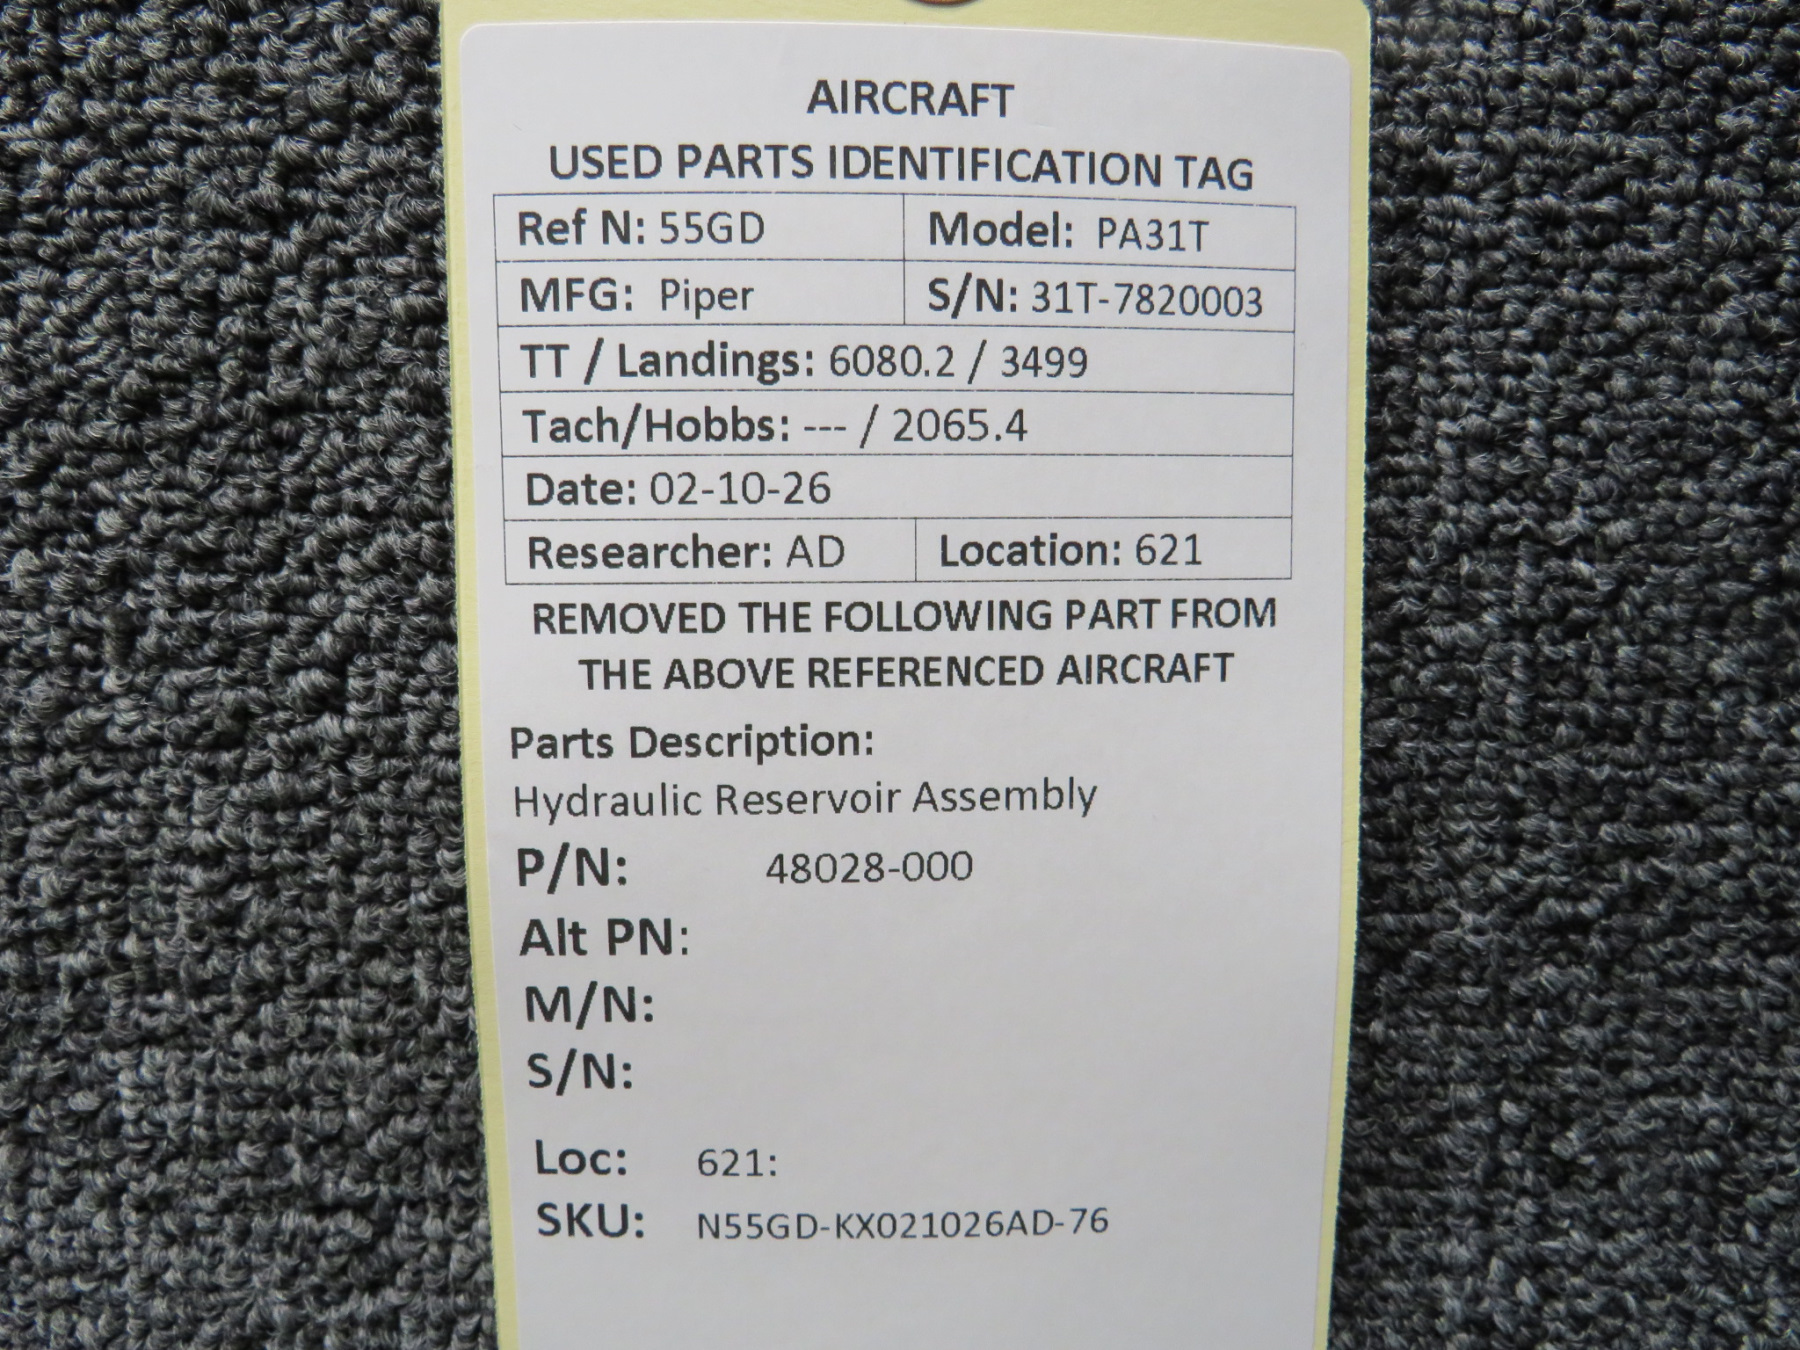 AIRCRAFT
USED PARTS IDENTIFICATION TAG
Ref N: 55GD Model: PA31T
MFG: Piper S/N: 31T-7820003
TT / Landings: 6080.2 / 3499
Tach/Hobbs: --- / 2065.4
Date: 02-10-26
Researcher: AD Location: 621
REMOVED THE FOLLOWING PART FROM
THE ABOVE REFERENCED AIRCRAFT
Parts Description:
Hydraulic Reservoir Assembly
P/N: 48028-000
Alt PN:
M/N:
S/N:
Loc: 621:
SKU: N55GD-KX021026AD-76